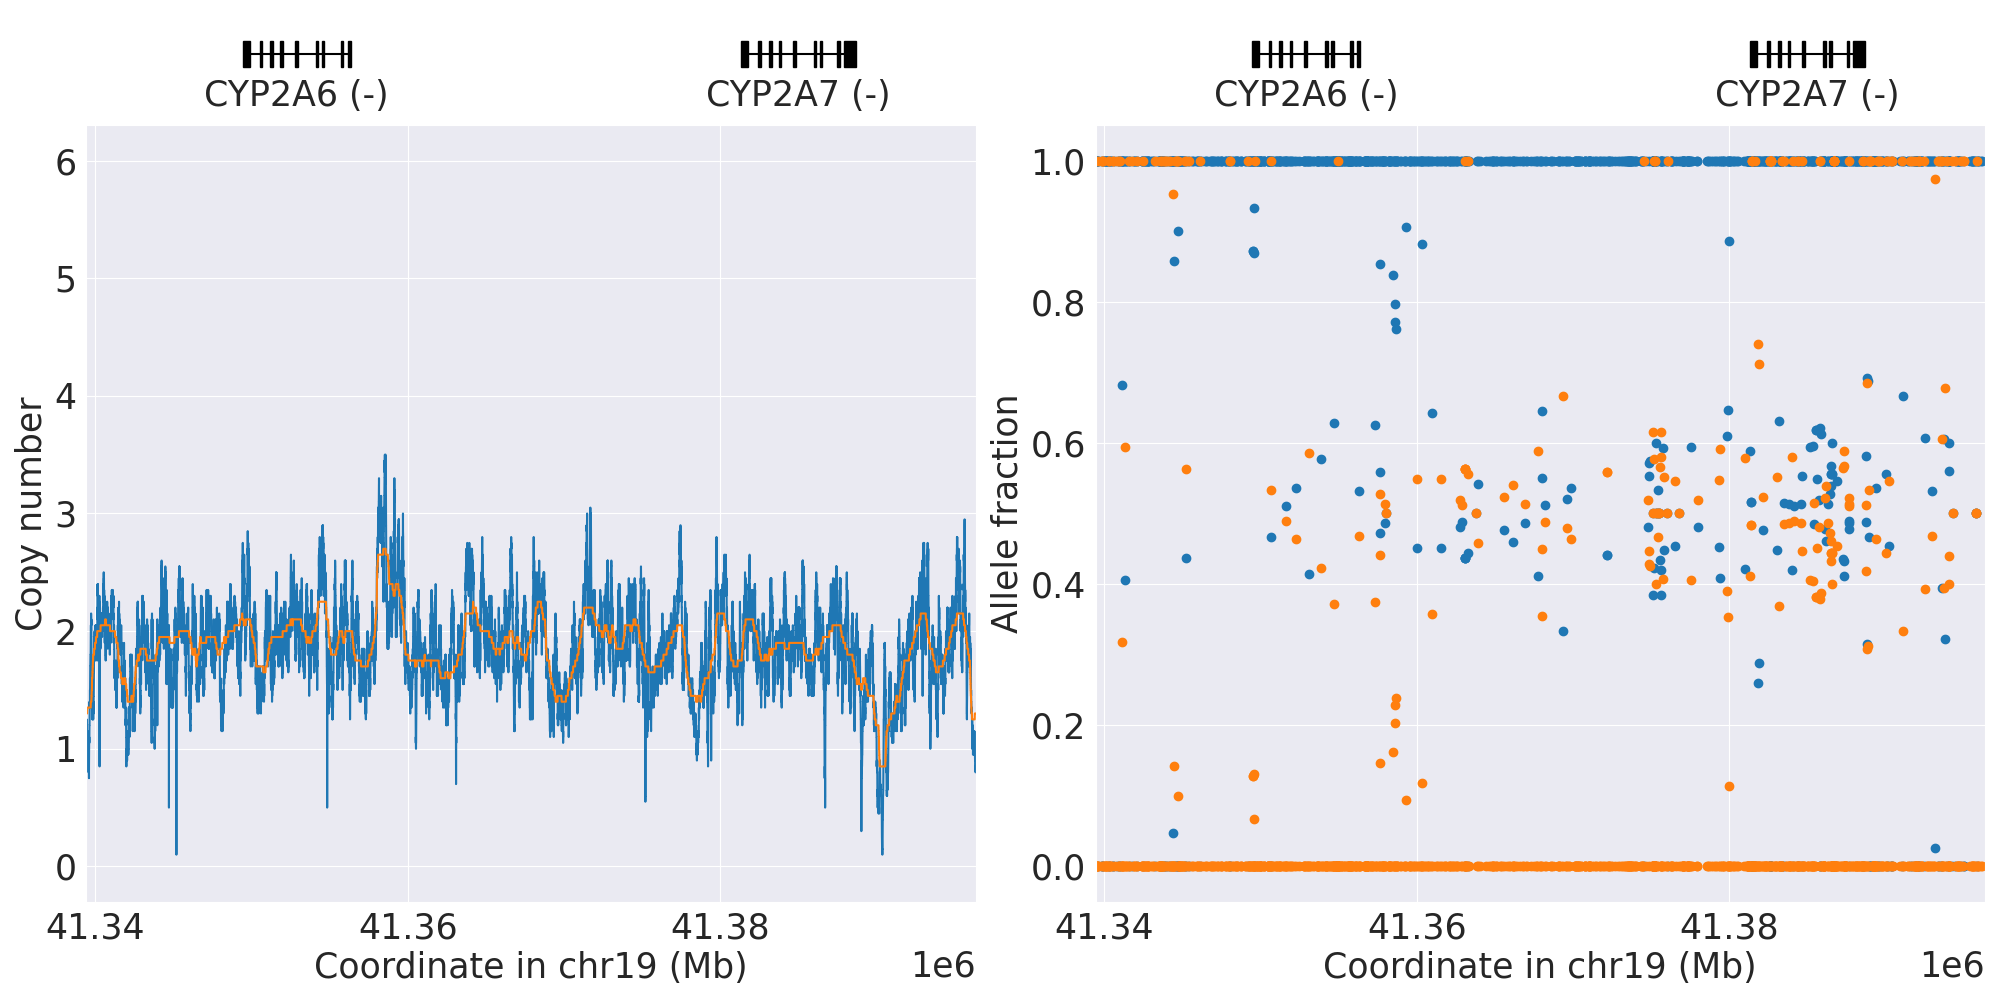 CYP2A6 (-)
CYP2A7 (-)
6
5
4
3
2
1
0
Copy number
41.34
41.36
41.38
Coordinate in chr19 (Mb)
1e6
CYP2A6 (-)
CYP2A7 (-)
1.0
0.8
0.6
0.4
0.2
0.0
Allele fraction
41.34
41.36
41.38
Coordinate in chr19 (Mb)
1e6